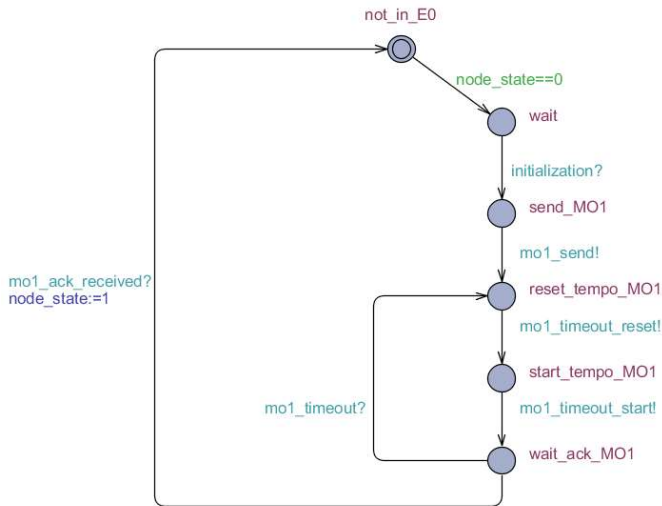 not_in_E0
node_state==0
wait
initialization?
send_MO1
mo1_send!
mo1_ack_received?
node_state:=1
reset_tempo_MO1
mo1_timeout_reset!
start_tempo_MO1
mo1_timeout?
mo1_timeout_start!
wait_ack_MO1